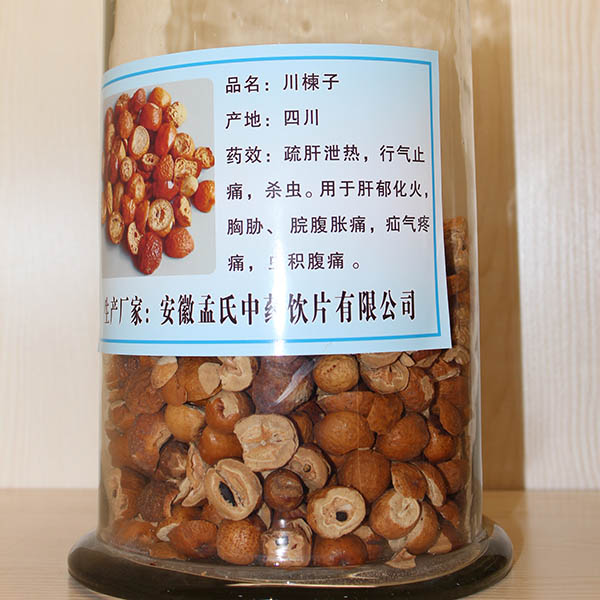 品名：川楝子
产地：四川
药效：疏肝泄热，行气止
痛，杀虫。用于肝郁化火，
胸胁、脘腹胀痛，疝气疼
痛，虫积腹痛。
生产厂家：安徽孟氏中药饮片有限公司